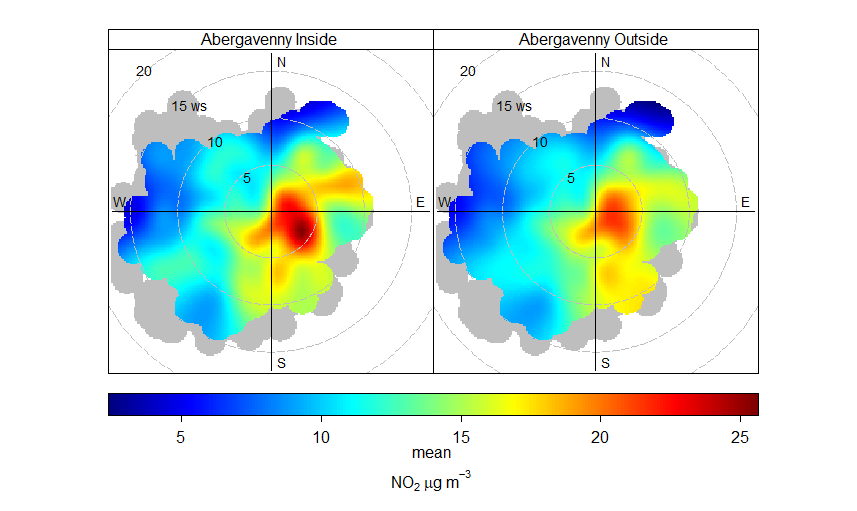 Abergavenny Inside Abergavenny Outside
N N
20 20
15 ws 15 ws
10 10
5 5
W E W E
S S
5 10 15 20 25
mean
NO₂ μg m⁻³